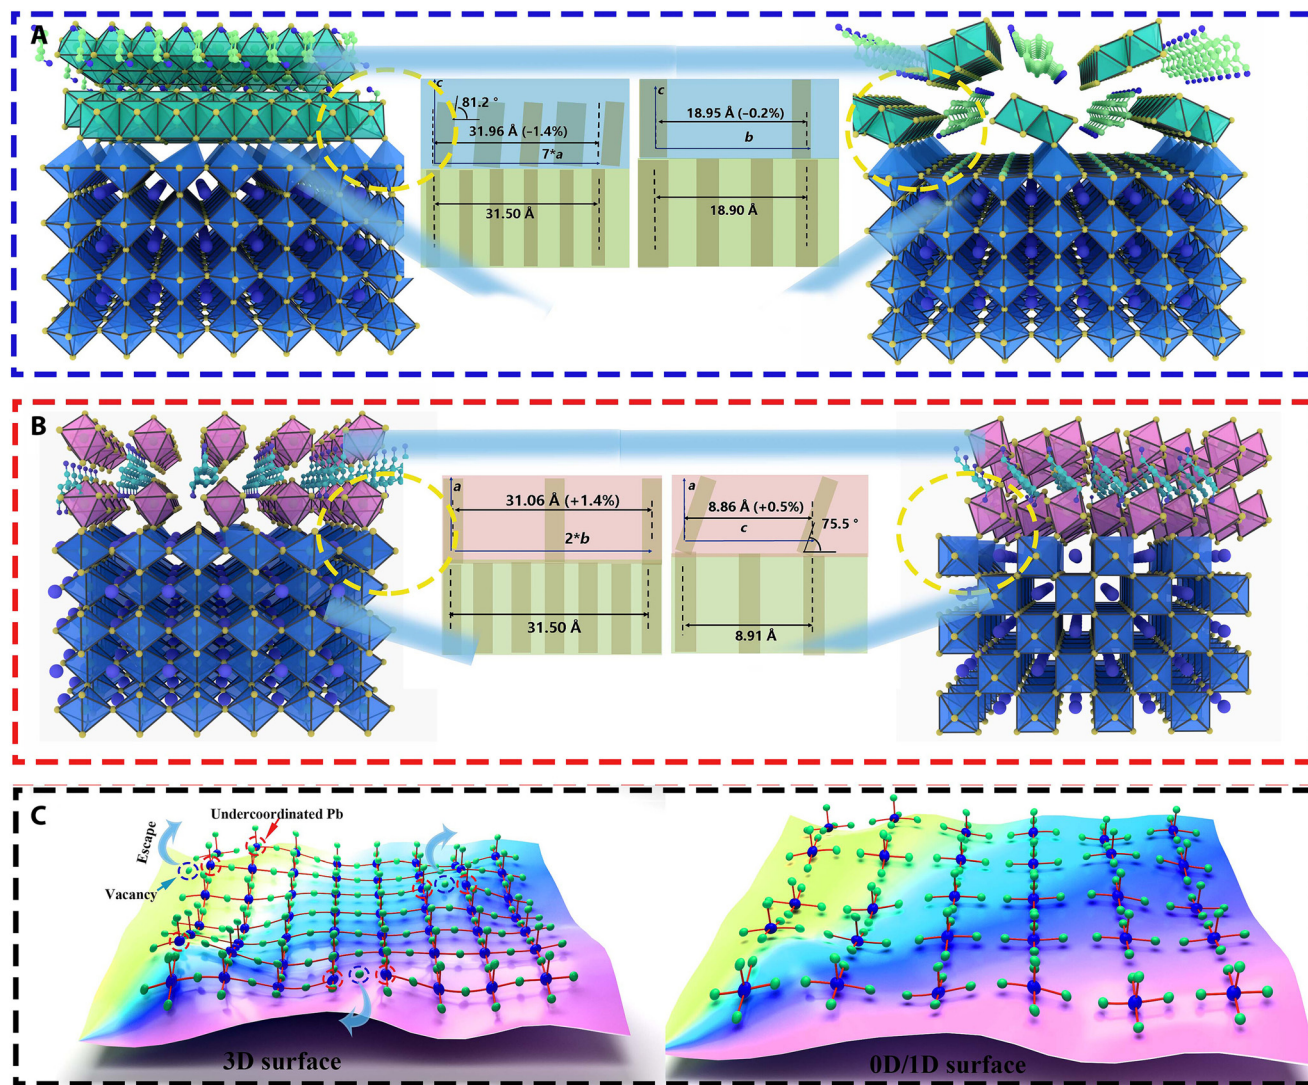 A
c
81.2 °
31.96 Å (–1.4%)
7*a
31.50 Å
c
18.95 Å (–0.2%)
b
18.90 Å
B
a
31.06 Å (+1.4%)
2*b
31.50 Å
a
8.86 Å (+0.5%)
c
75.5 °
8.91 Å
C
Undercoordinated Pb
Escape
Vacancy
3D surface
0D/1D surface